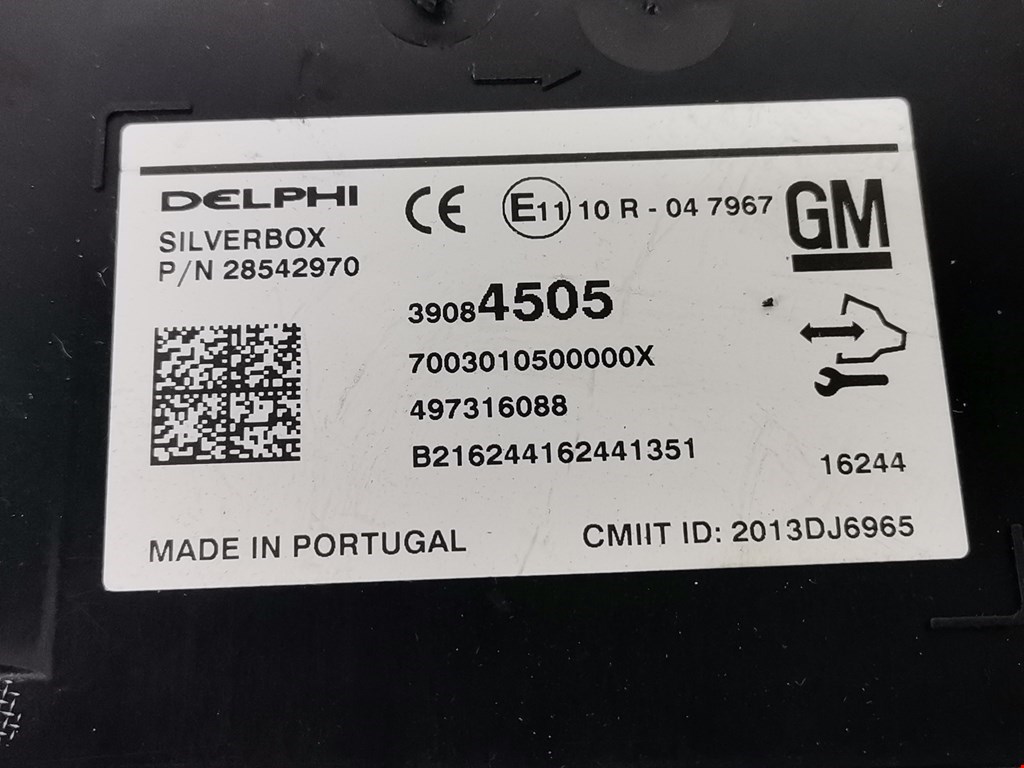 DELPHI
SILVERBOX
P/N 28542970
CE E11 10 R - 04 7967
GM
39084505
7003010500000X
497316088
B216244162441351
16244
MADE IN PORTUGAL
CMIIT ID: 2013DJ6965